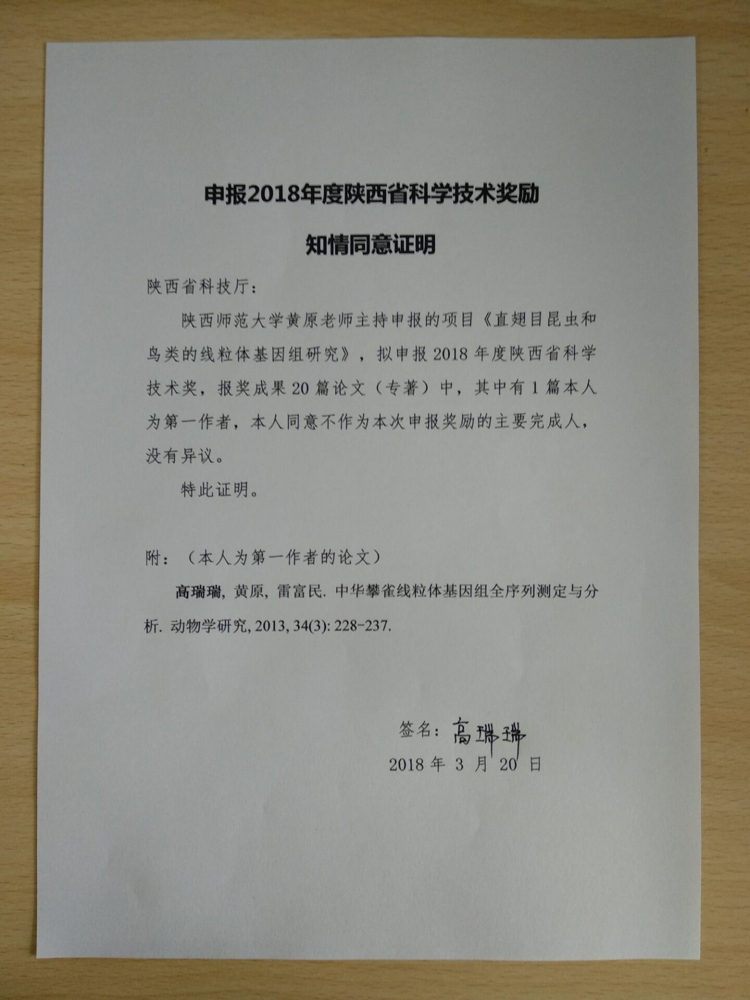 申报2018年度陕西省科学技术奖励
知情同意证明
陕西省科技厅：
陕西师范大学黄原老师主持申报的项目《直翅目昆虫和
鸟类的线粒体基因组研究》，拟申报 2018 年度陕西省科学
技术奖，报奖成果 20 篇论文（专著）中，其中有 1 篇本人
为第一作者，本人同意不作为本次申报奖励的主要完成人，
没有异议。
特此证明。
附：（本人为第一作者的论文）
高瑞瑞, 黄原, 雷富民. 中华攀雀线粒体基因组全序列测定与分
析. 动物学研究, 2013, 34(3): 228-237.
签名：高瑞瑞
2018 年 3 月 20 日